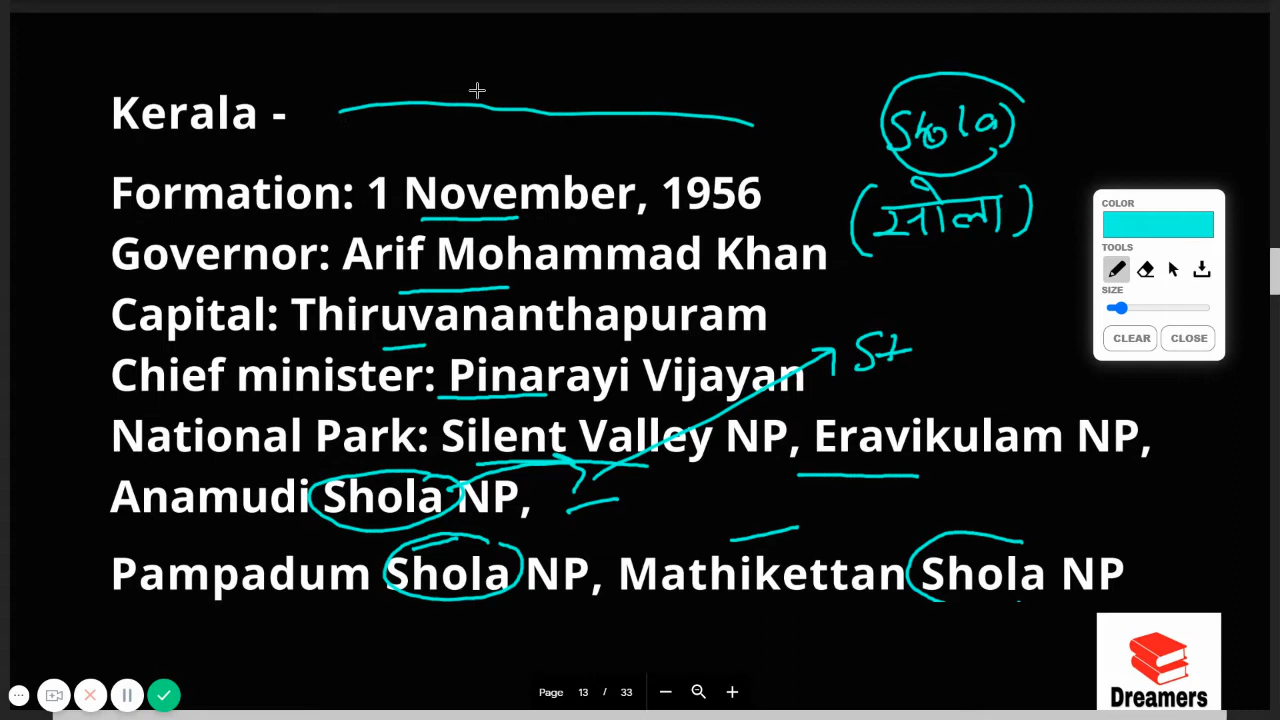 Kerala -
Shola
Formation: 1 November, 1956
(शोला)
Governor: Arif Mohammad Khan
Capital: Thiruvananthapuram
Chief minister: Pinarayi Vijayan
National Park: Silent Valley NP, Eravikulam NP,
Anamudi Shola NP,
Pampadum Shola NP, Mathikettan Shola NP
COLOR
TOOLS
SIZE
CLEAR CLOSE
Page 13 / 33
Dreamers